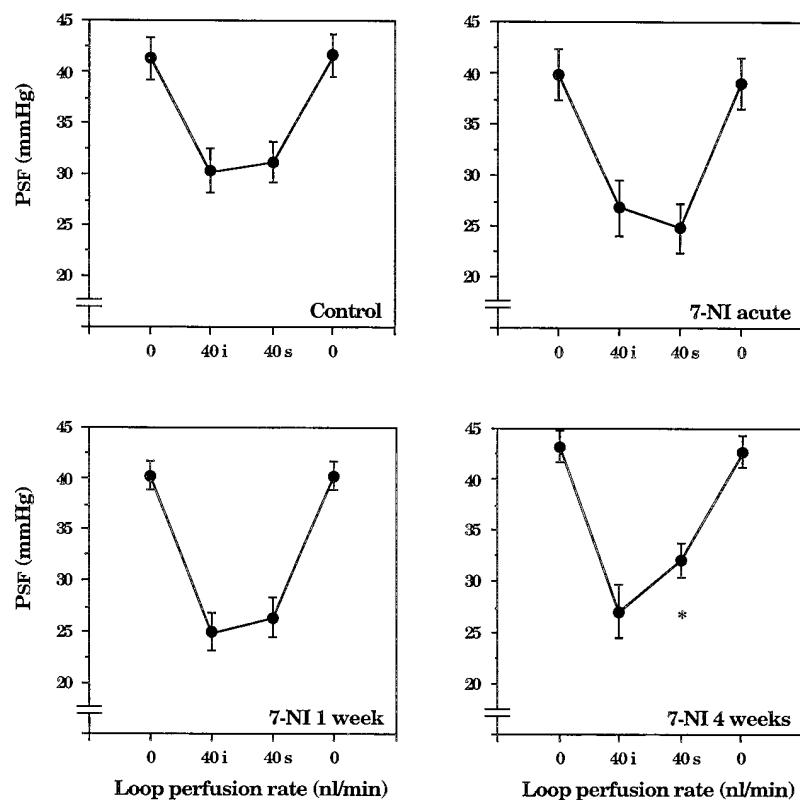 45
40
35
30
25
20
PSF (mmHg)
Control
0 40 i 40 s 0
45
40
35
30
25
20
7-NI acute
0 40 i 40 s 0
45
40
35
30
25
20
PSF (mmHg)
7-NI 1 week
0 40 i 40 s 0
Loop perfusion rate (nl/min)
45
40
35
30
25
20
*
7-NI 4 weeks
0 40 i 40 s 0
Loop perfusion rate (nl/min)